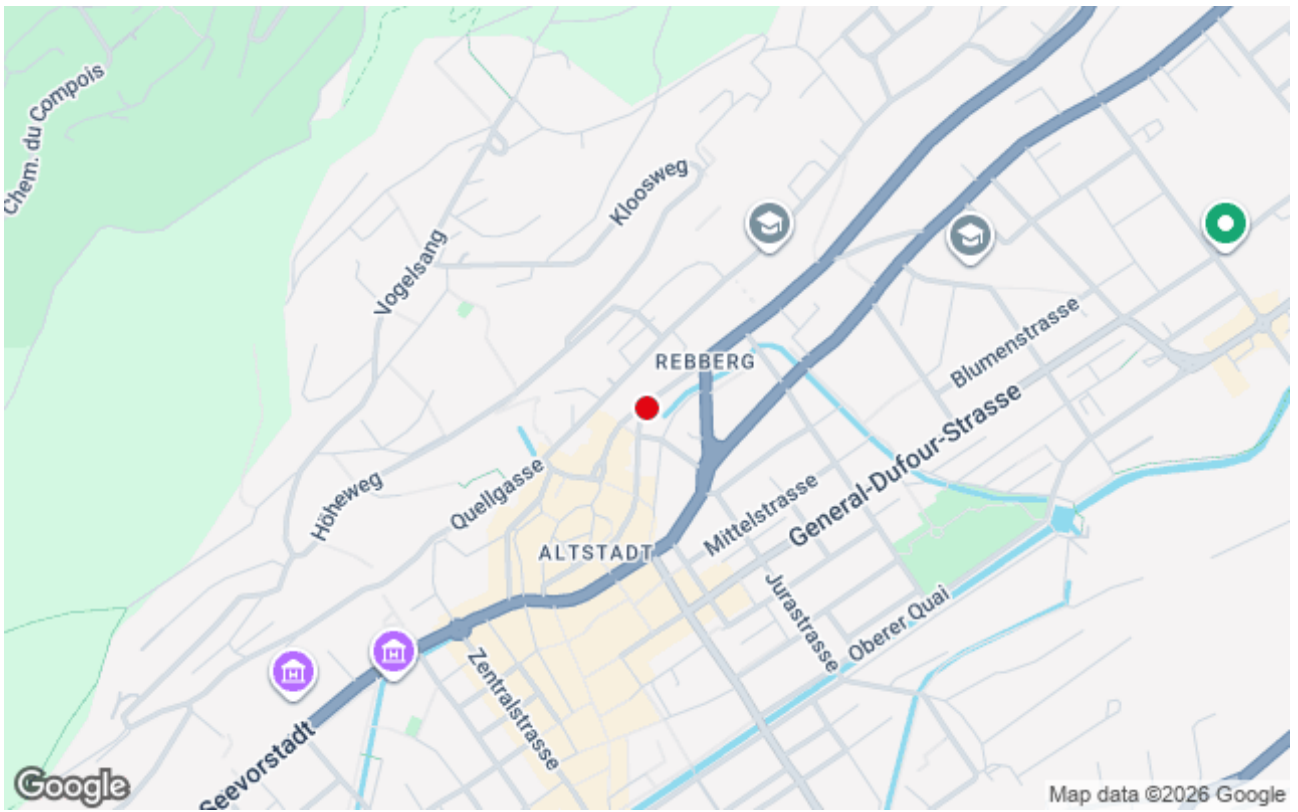 Chem. du Compois
Kloosweg
Vogelsang
REBBERG
Blumenstrasse
General-Dufour-Strasse
Höheweg
Quellgasse
Mittelstrasse
ALTSTADT
Jurastrasse
Oberer Quai
Zentralstrasse
Seevorstadt
Google
Map data ©2026 Google